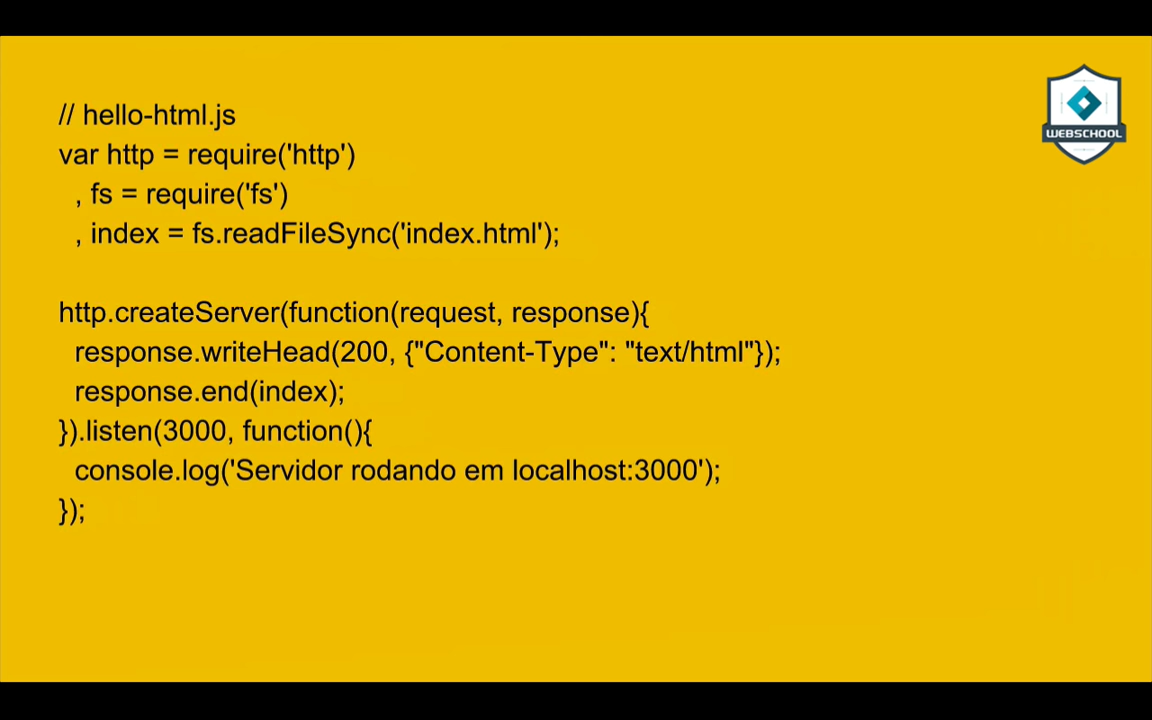 // hello-html.js
var http = require('http')
, fs = require('fs')
, index = fs.readFileSync('index.html');
http.createServer(function(request, response){
response.writeHead(200, {"Content-Type": "text/html"});
response.end(index);
}).listen(3000, function(){
console.log('Servidor rodando em localhost:3000');
});
WEBSCHOOL